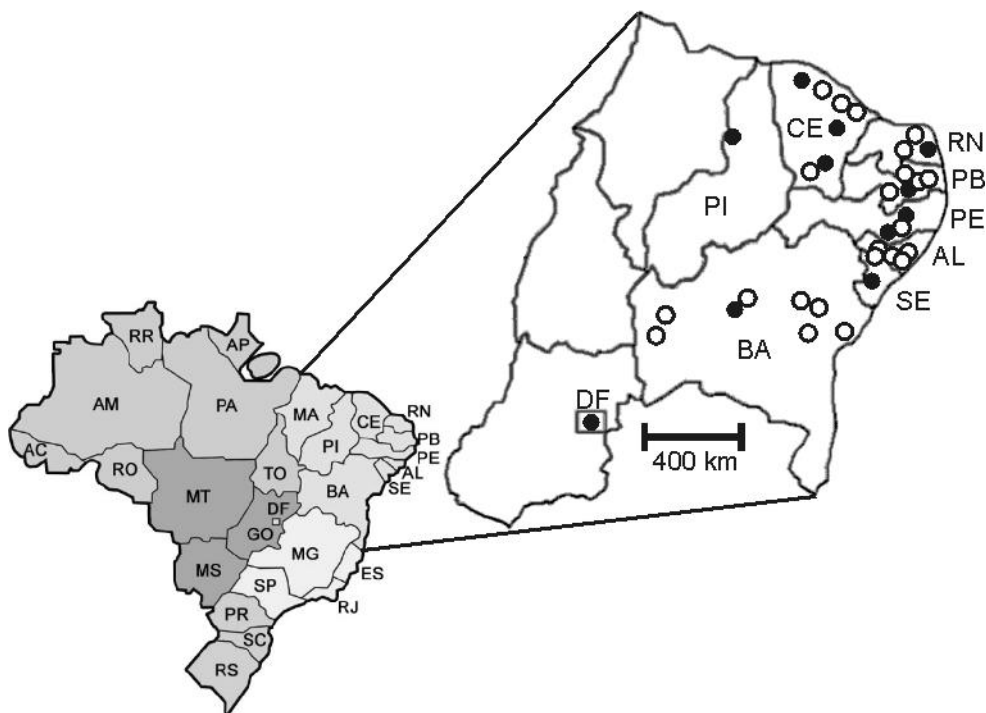 CE
RN
PB
PI
PE
AL
SE
BA
DF
400 km
RR
AP
AM
PA
MA
CE
RN
PI
PB
PE
AC
TO
AL
RO
SE
BA
MT
DF
GO
MG
MS
ES
SP
RJ
PR
SC
RS